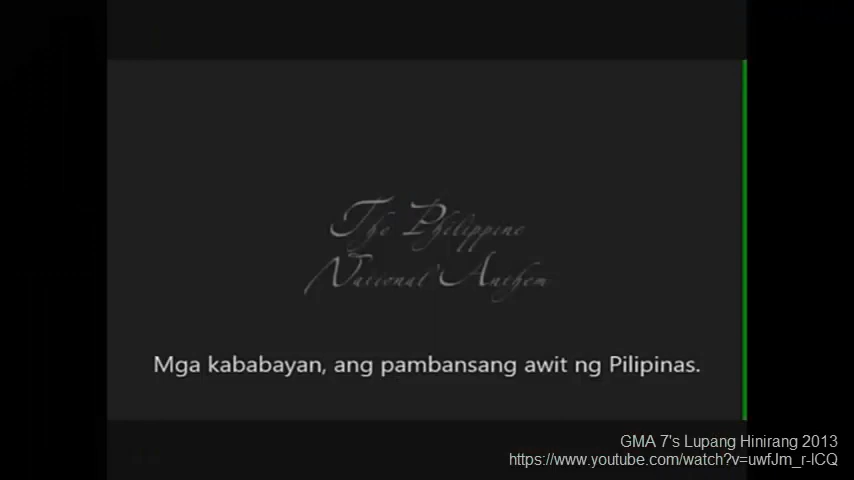 The Philippine
National Anthem
Mga kababayan, ang pambansang awit ng Pilipinas.
GMA 7's Lupang Hinirang 2013
https://www.youtube.com/watch?v=uwfJm_r-lCQ